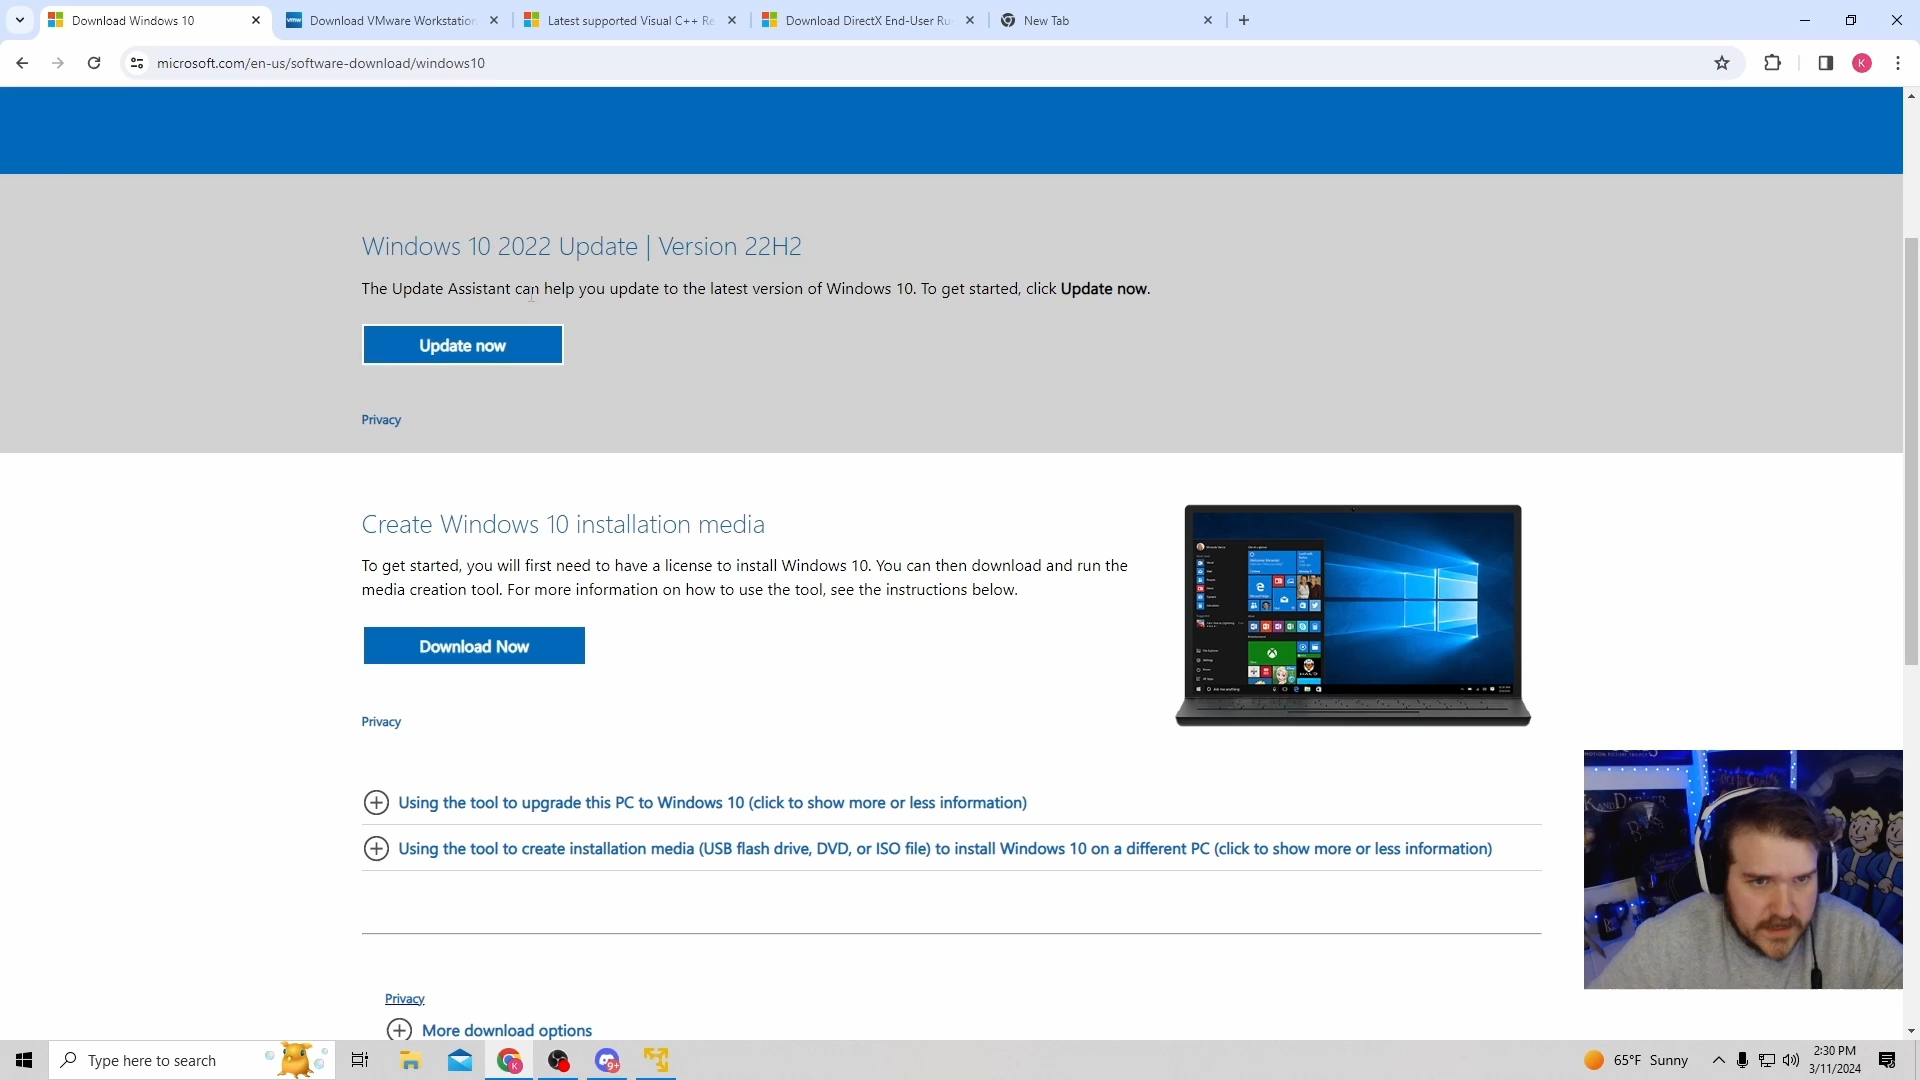 Download Windows 10
vmw
Download VMware Workstation
Latest supported Visual C++ Re
Download DirectX End-User Ru
New Tab
microsoft.com/en-us/software-download/windows10
K
Windows 10 2022 Update | Version 22H2
The Update Assistant can help you update to the latest version of Windows 10. To get started, click Update now.
Update now
Privacy
Create Windows 10 installation media
To get started, you will first need to have a license to install Windows 10. You can then download and run the
media creation tool. For more information on how to use the tool, see the instructions below.
Download Now
Privacy
Using the tool to upgrade this PC to Windows 10 (click to show more or less information)
Using the tool to create installation media (USB flash drive, DVD, or ISO file) to install Windows 10 on a different PC (click to show more or less information)
Privacy
More download options
Type here to search
K
9+
65°F Sunny
2:30 PM
3/11/2024